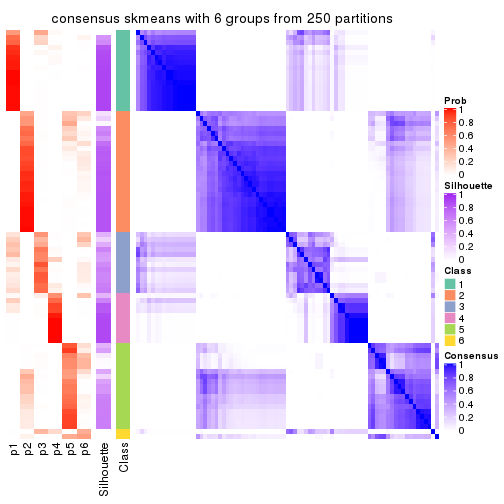 consensus skmeans with 6 groups from 250 partitions
Prob
1
0.8
0.6
0.4
0.2
0
Silhouette
1
0.8
0.6
0.4
0.2
0
Class
1
2
3
4
5
6
Consensus
1
0.8
0.6
0.4
0.2
0
p1
p2
p3
p4
p5
p6
Silhouette
Class